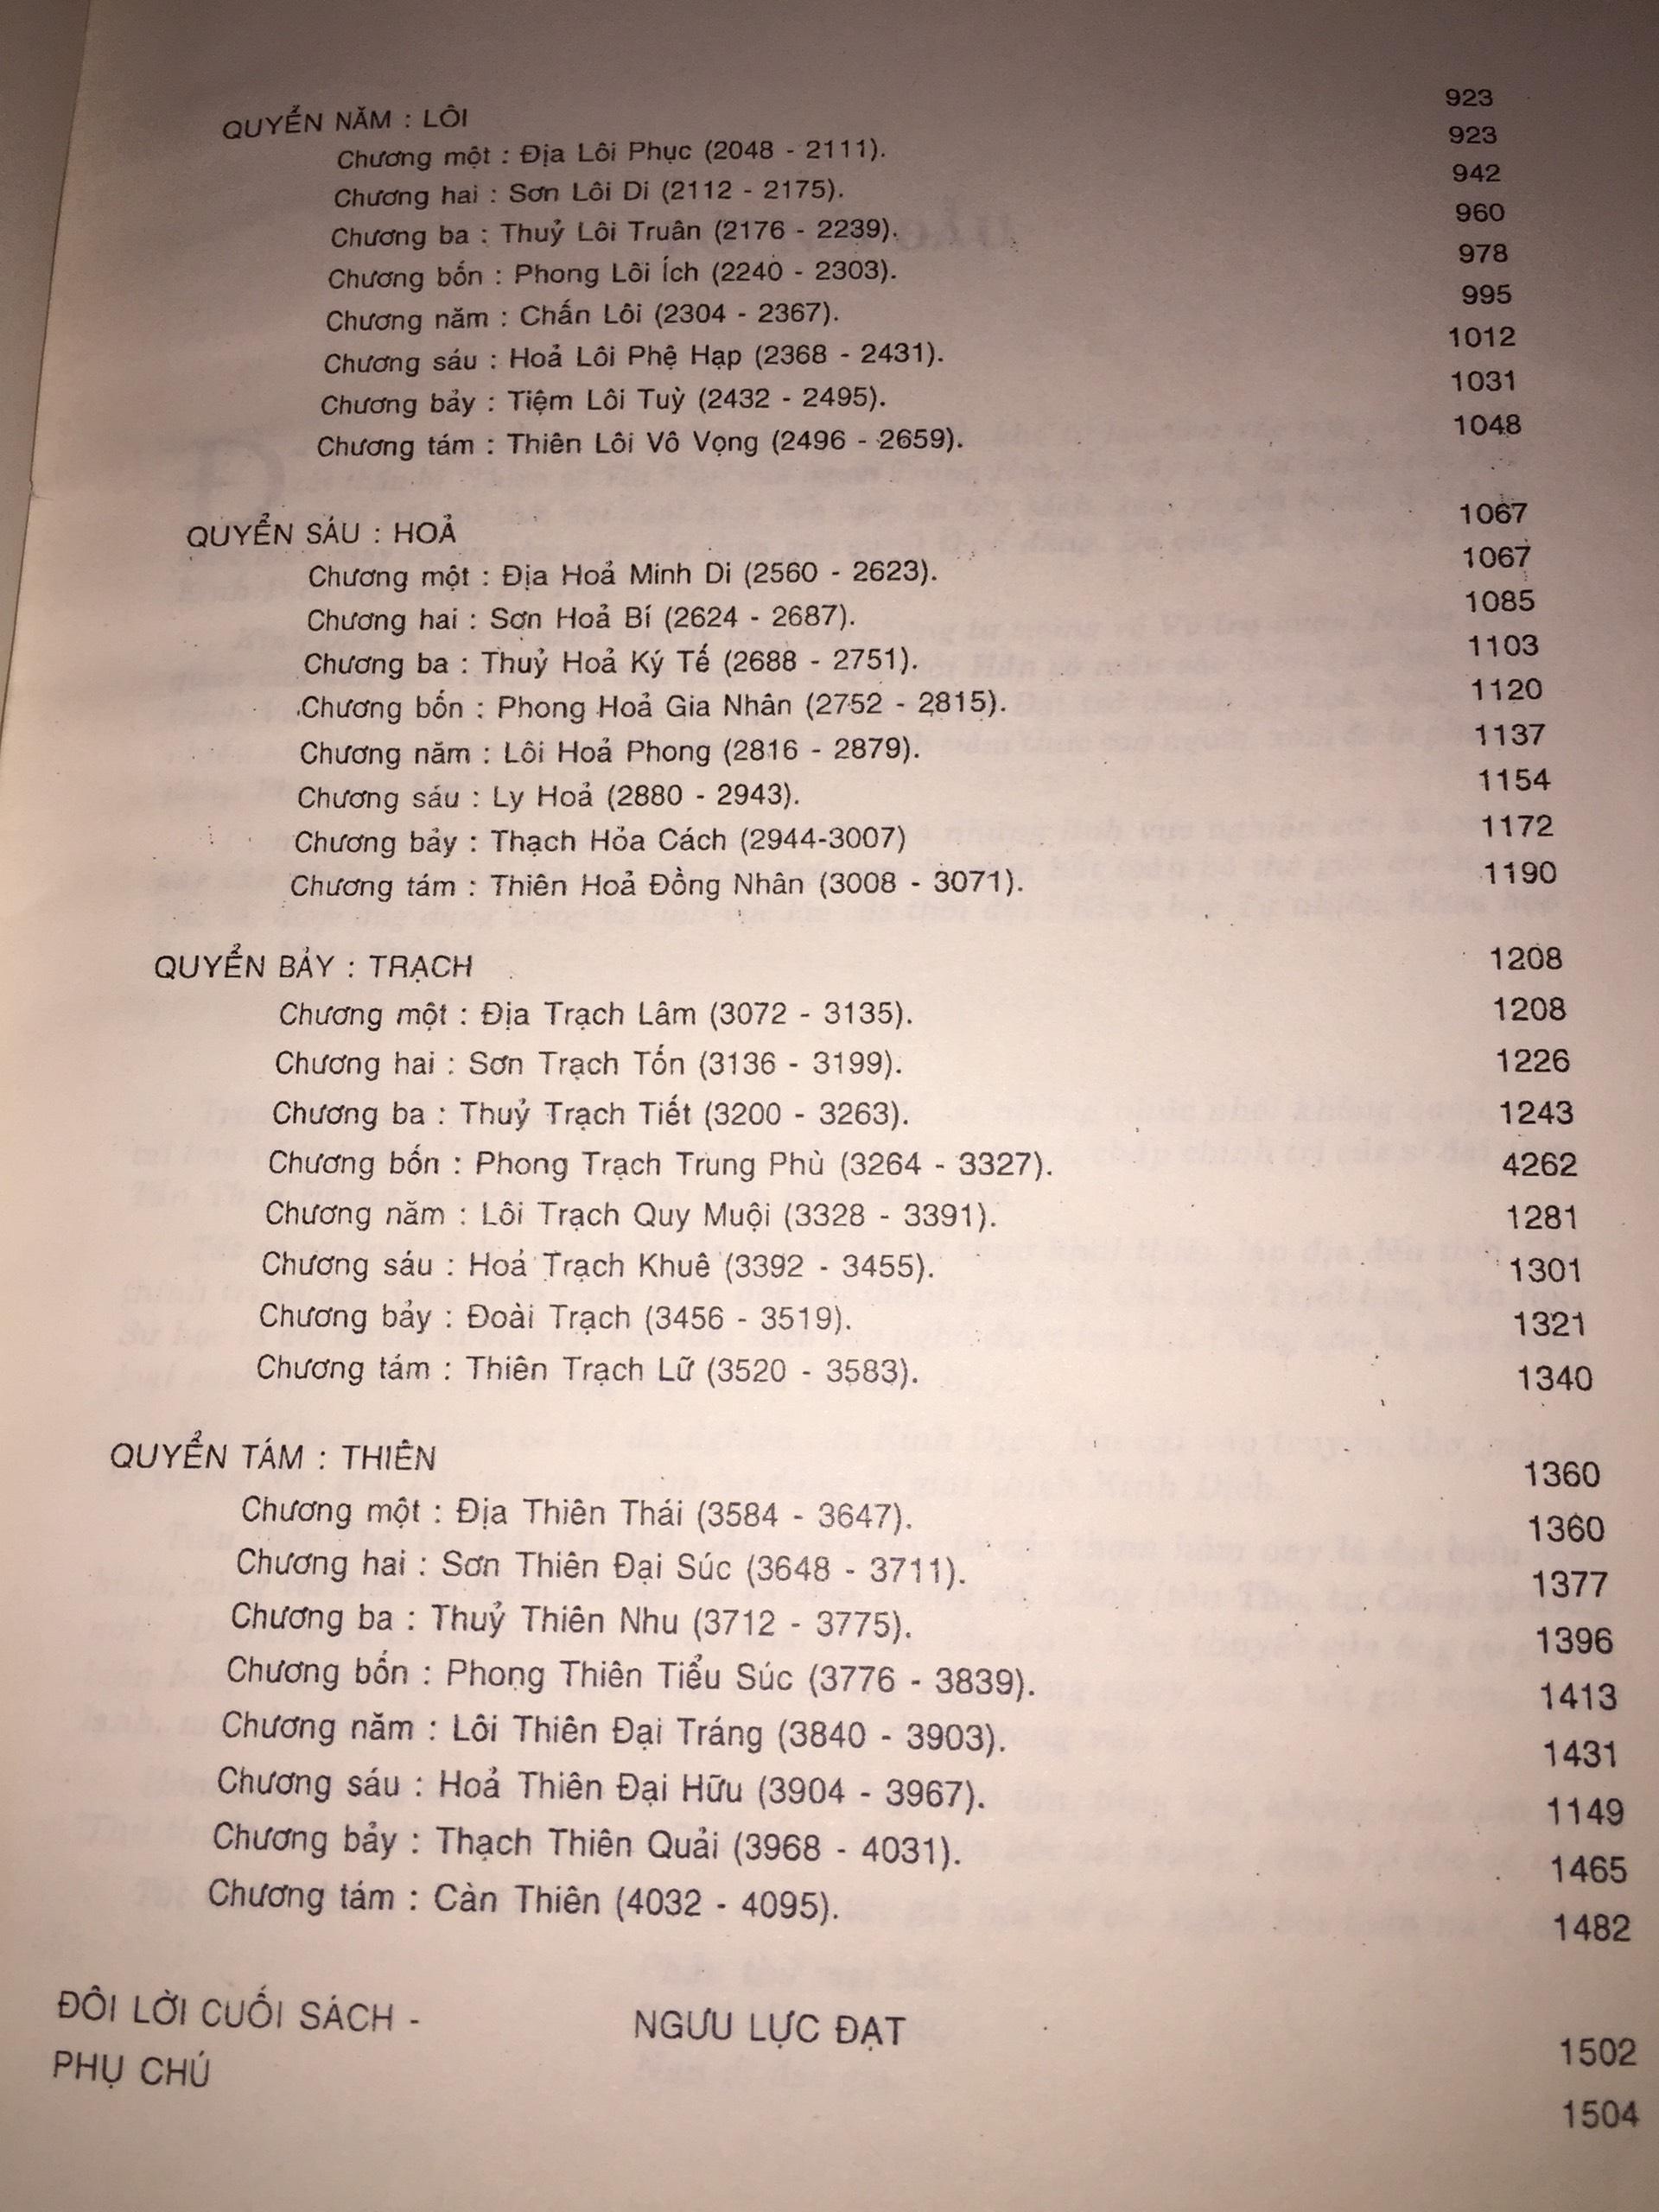 QUYỂN NĂM : LÔI 923
Chương một : Địa Lôi Phục (2048 - 2111). 923
Chương hai : Sơn Lôi Di (2112 - 2175). 942
Chương ba : Thuỷ Lôi Truân (2176 - 2239). 960
Chương bốn : Phong Lôi Ích (2240 - 2303). 978
Chương năm : Chấn Lôi (2304 - 2367). 995
Chương sáu : Hoả Lôi Phệ Hạp (2368 - 2431). 1012
Chương bảy : Tiệm Lôi Tuỳ (2432 - 2495). 1031
Chương tám : Thiên Lôi Vô Vọng (2496 - 2659). 1048
QUYỂN SÁU : HOẢ 1067
Chương một : Địa Hoả Minh Di (2560 - 2623). 1067
Chương hai : Sơn Hoả Bí (2624 - 2687). 1085
Chương ba : Thuỷ Hoả Ký Tế (2688 - 2751). 1103
Chương bốn : Phong Hoả Gia Nhân (2752 - 2815). 1120
Chương năm : Lôi Hoả Phong (2816 - 2879). 1137
Chương sáu : Ly Hoả (2880 - 2943). 1154
Chương bảy : Thạch Hỏa Cách (2944-3007) 1172
Chương tám : Thiên Hoả Đồng Nhân (3008 - 3071). 1190
QUYỂN BẢY : TRẠCH 1208
Chương một : Địa Trạch Lâm (3072 - 3135). 1208
Chương hai : Sơn Trạch Tốn (3136 - 3199). 1226
Chương ba : Thuỷ Trạch Tiết (3200 - 3263). 1243
Chương bốn : Phong Trạch Trung Phù (3264 - 3327). 4262
Chương năm : Lôi Trạch Quy Muội (3328 - 3391). 1281
Chương sáu : Hoả Trạch Khuê (3392 - 3455). 1301
Chương bảy : Đoài Trạch (3456 - 3519). 1321
Chương tám : Thiên Trạch Lữ (3520 - 3583). 1340
QUYỂN TÁM : THIÊN 1360
Chương một : Địa Thiên Thái (3584 - 3647). 1360
Chương hai : Sơn Thiên Đại Súc (3648 - 3711). 1377
Chương ba : Thuỷ Thiên Nhu (3712 - 3775). 1396
Chương bốn : Phong Thiên Tiểu Súc (3776 - 3839). 1413
Chương năm : Lôi Thiên Đại Tráng (3840 - 3903). 1431
Chương sáu : Hoả Thiên Đại Hữu (3904 - 3967). 1149
Chương bảy : Thạch Thiên Quải (3968 - 4031). 1465
Chương tám : Càn Thiên (4032 - 4095). 1482
ĐÔI LỜI CUỐI SÁCH - NGƯU LỰC ĐẠT 1502
PHỤ CHÚ 1504